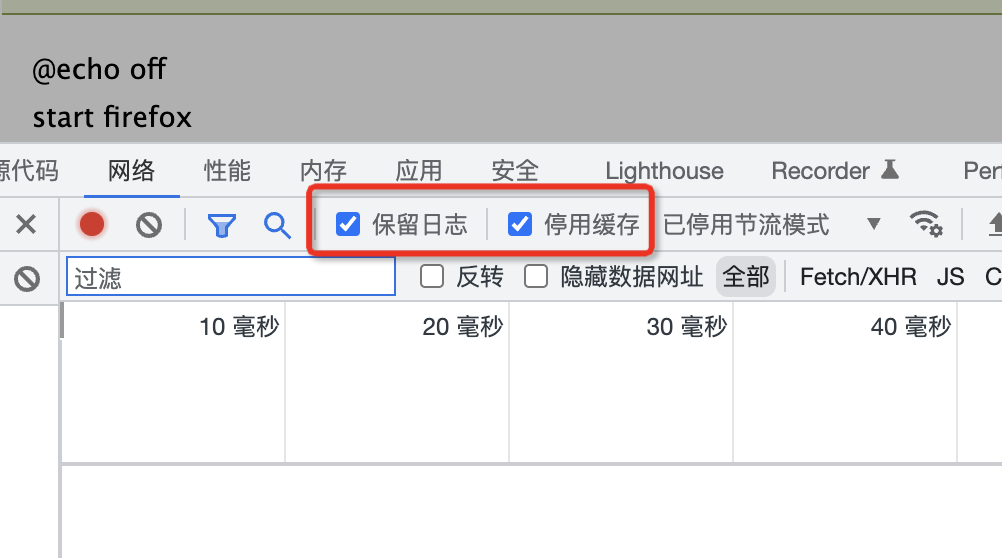 @echo off
start firefox
源代码 网络 性能 内存 应用 安全 Lighthouse Recorder Per
保留日志 停用缓存 已停用节流模式
过滤 反转 隐藏数据网址 全部 Fetch/XHR JS C
10 毫秒 20 毫秒 30 毫秒 40 毫秒